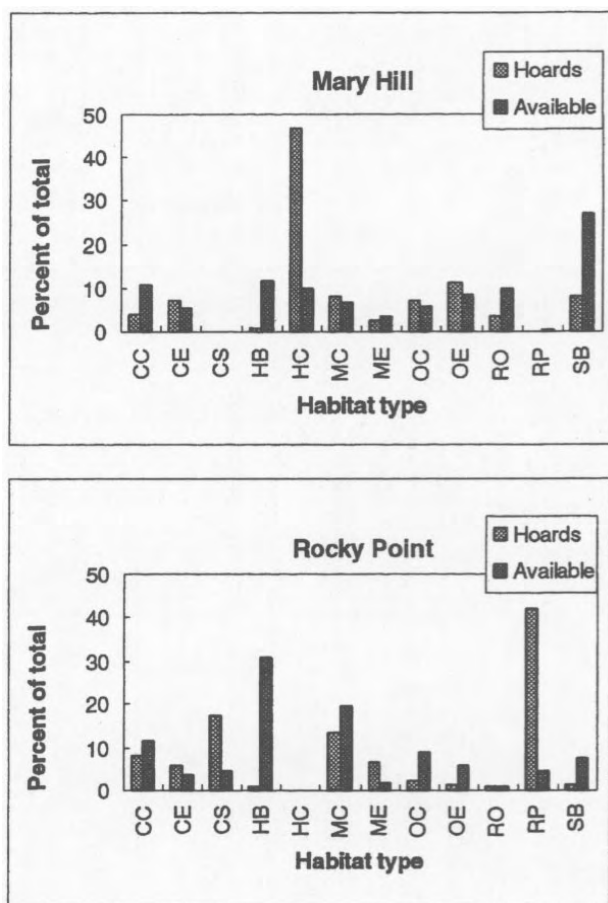 Mary Hill
Hoards
Available
Percent of total
50
40
30
20
10
0
CC
CE
CS
HB
HC
MC
ME
OC
OE
RO
RP
SB
Habitat type
Rocky Point
Hoards
Available
Percent of total
50
40
30
20
10
0
CC
CE
CS
HB
HC
MC
ME
OC
OE
RO
RP
SB
Habitat type